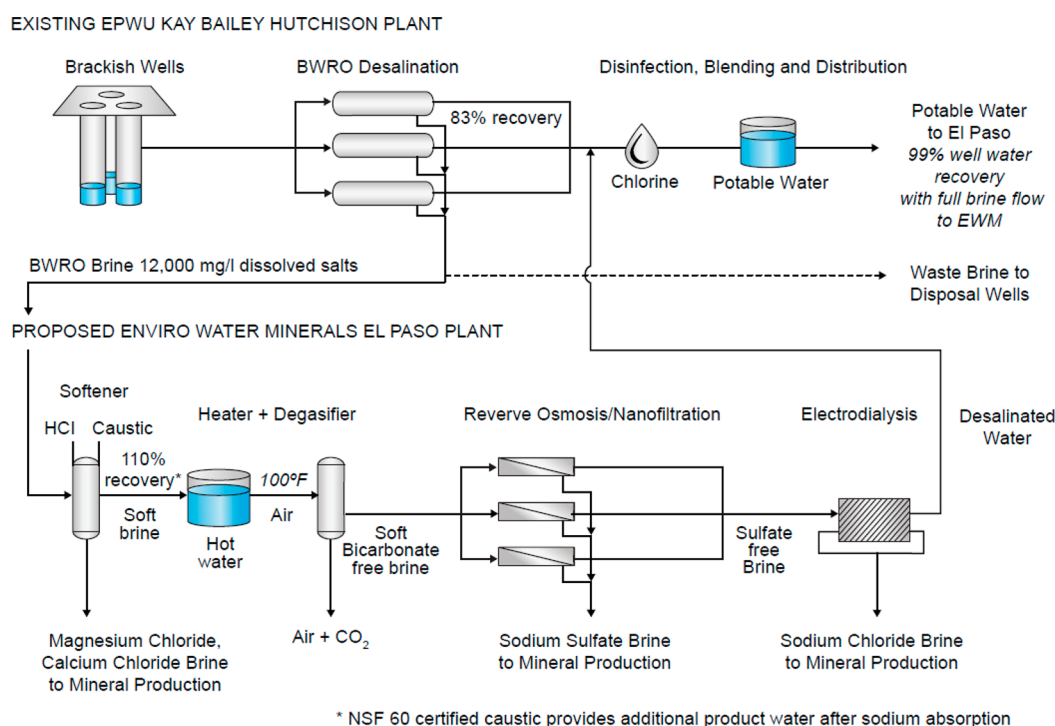 EXISTING EPWU KAY BAILEY HUTCHISON PLANT
Brackish Wells
BWRO Desalination
Disinfection, Blending and Distribution
83% recovery
Chlorine
Potable Water
Potable Water
to El Paso
99% well water
recovery
with full brine flow
to EWM
BWRO Brine 12,000 mg/l dissolved salts
Waste Brine to
Disposal Wells
PROPOSED ENVIRO WATER MINERALS EL PASO PLANT
Softener
HCl
Caustic
110%
recovery*
Soft
brine
Heater + Degasifier
Hot
water
100ºF
Air
Soft
Bicarbonate
free brine
Reverve Osmosis/Nanofiltration
Sulfate
free
Brine
Electrodialysis
Desalinated
Water
Magnesium Chloride,
Calcium Chloride Brine
to Mineral Production
Air + CO₂
Sodium Sulfate Brine
to Mineral Production
Sodium Chloride Brine
to Mineral Production
* NSF 60 certified caustic provides additional product water after sodium absorption